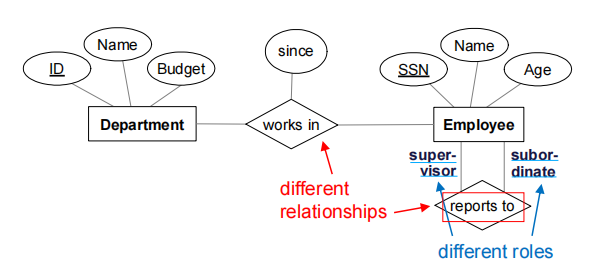 Name
since
Name
ID
Budget
SSN
Age
Department
works in
Employee
super-
visor
subor-
dinate
different
relationships
reports to
different roles